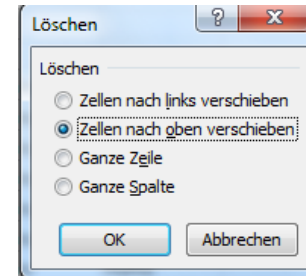 Löschen
Löschen
Zellen nach links verschieben
Zellen nach oben verschieben
Ganze Zeile
Ganze Spalte
OK
Abbrechen